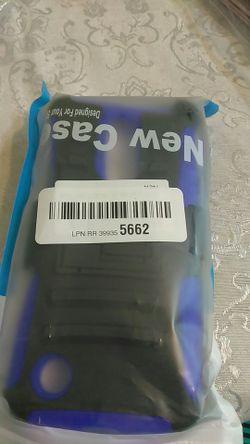 New Case
Designed For Your
LPN RR 39935 5662